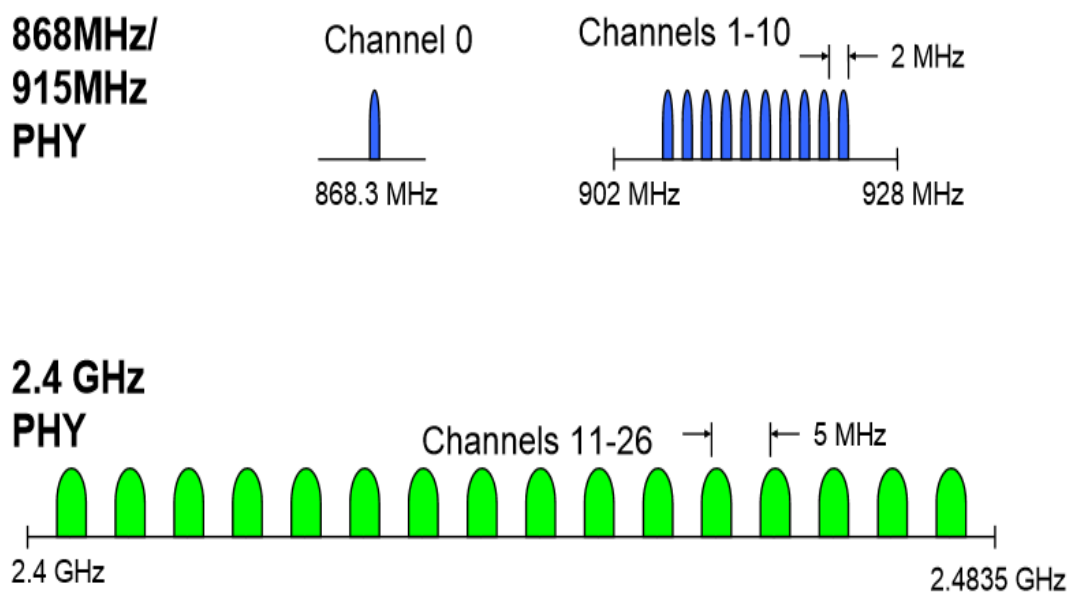 868MHz/
915MHz
PHY
Channel 0
Channels 1-10
2 MHz
868.3 MHz
902 MHz
928 MHz
2.4 GHz
PHY
Channels 11-26
5 MHz
2.4 GHz
2.4835 GHz